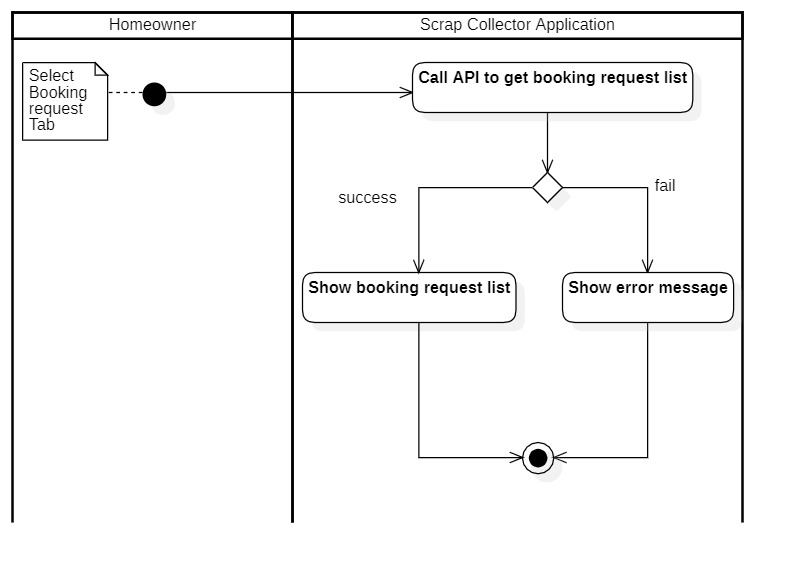 Homeowner
Scrap Collector Application
Select
Booking
request
Tab
Call API to get booking request list
success
fail
Show booking request list
Show error message